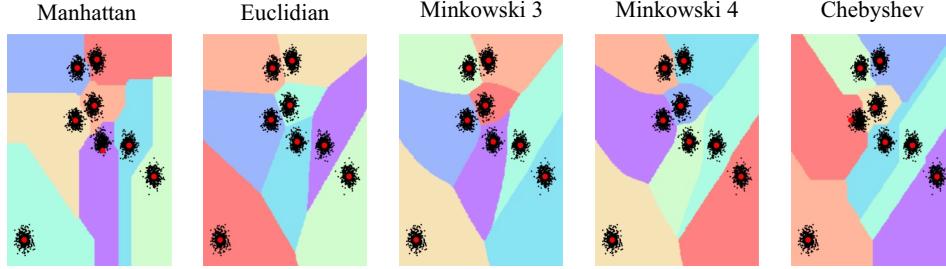 Manhattan
Euclidian
Minkowski 3
Minkowski 4
Chebyshev